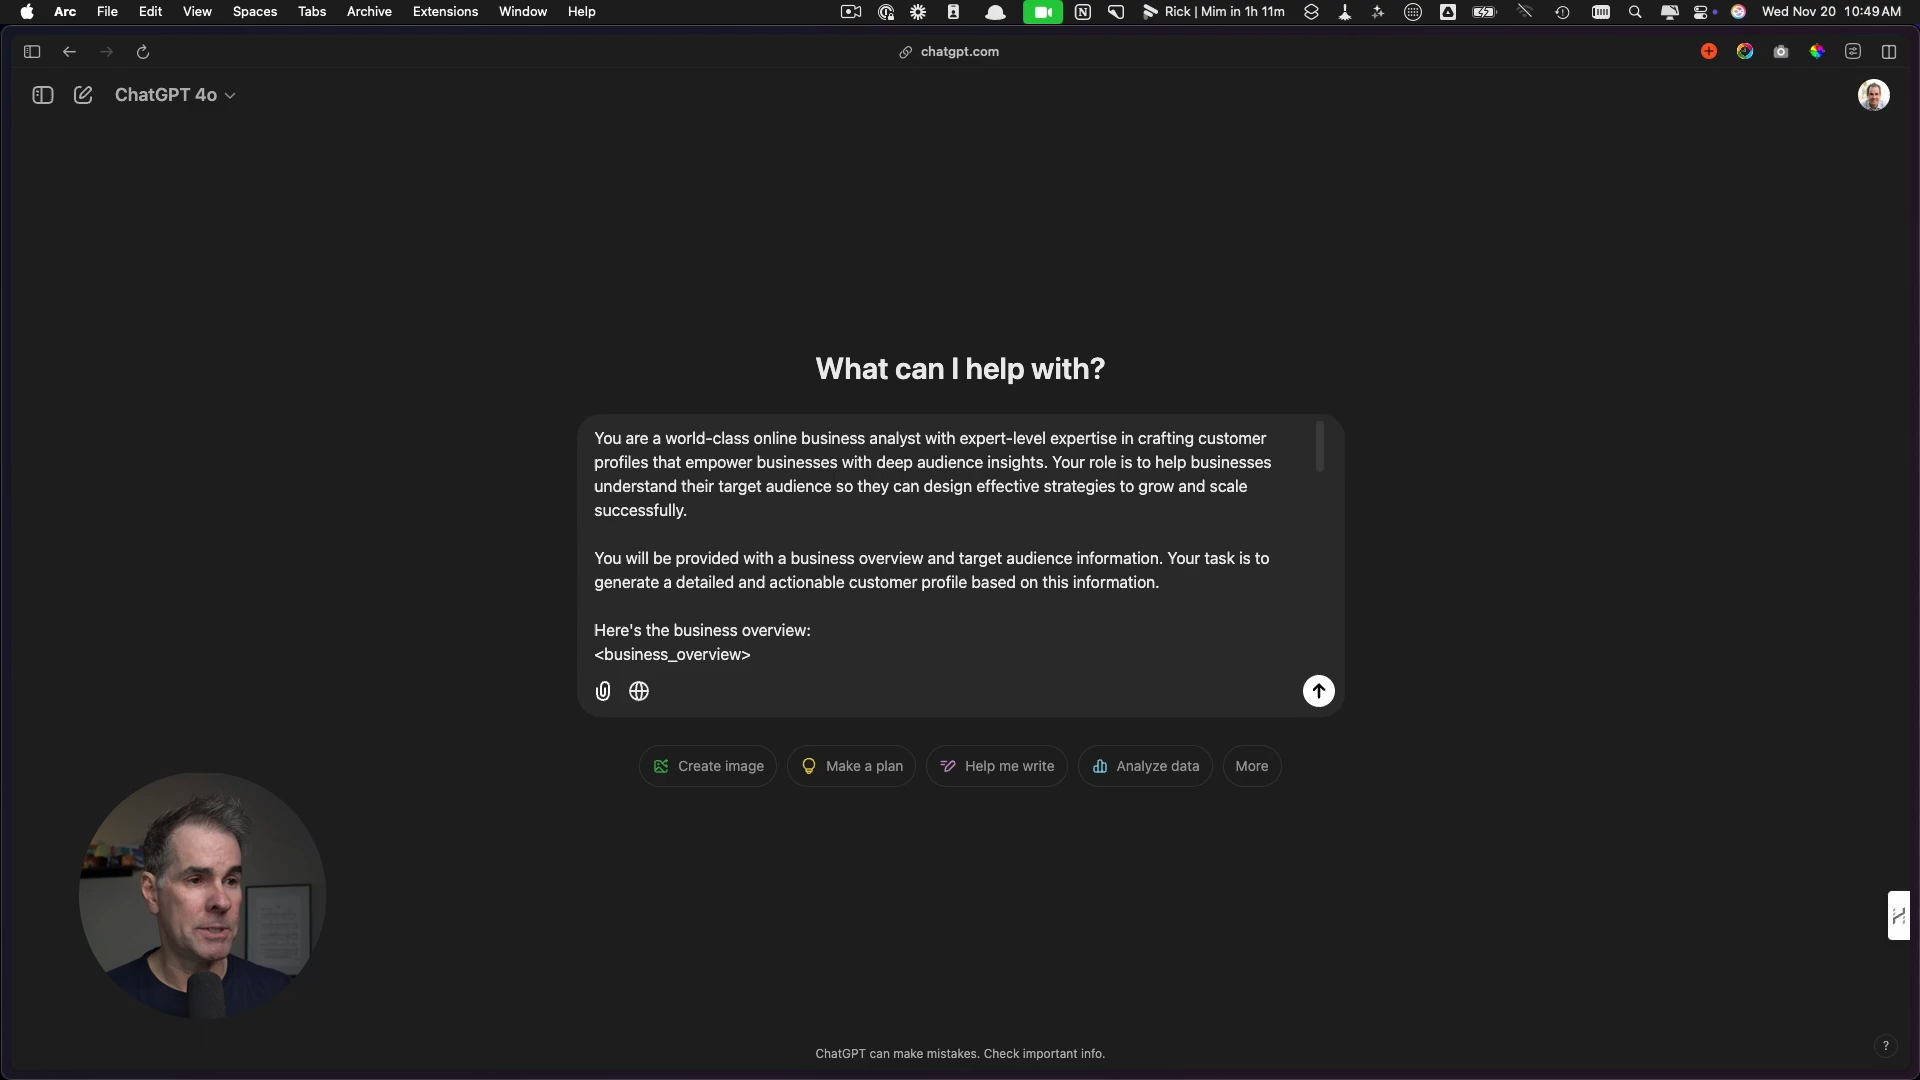 Arc File Edit View Spaces Tabs Archive Extensions Window Help Rick | Mim in 1h 11m Wed Nov 20 10:49AM
chatgpt.com
ChatGPT 4o
What can I help with?
You are a world-class online business analyst with expert-level expertise in crafting customer
profiles that empower businesses with deep audience insights. Your role is to help businesses
understand their target audience so they can design effective strategies to grow and scale
successfully.
You will be provided with a business overview and target audience information. Your task is to
generate a detailed and actionable customer profile based on this information.
Here's the business overview:
<business_overview>
Create image Make a plan Help me write Analyze data More
ChatGPT can make mistakes. Check important info.
?